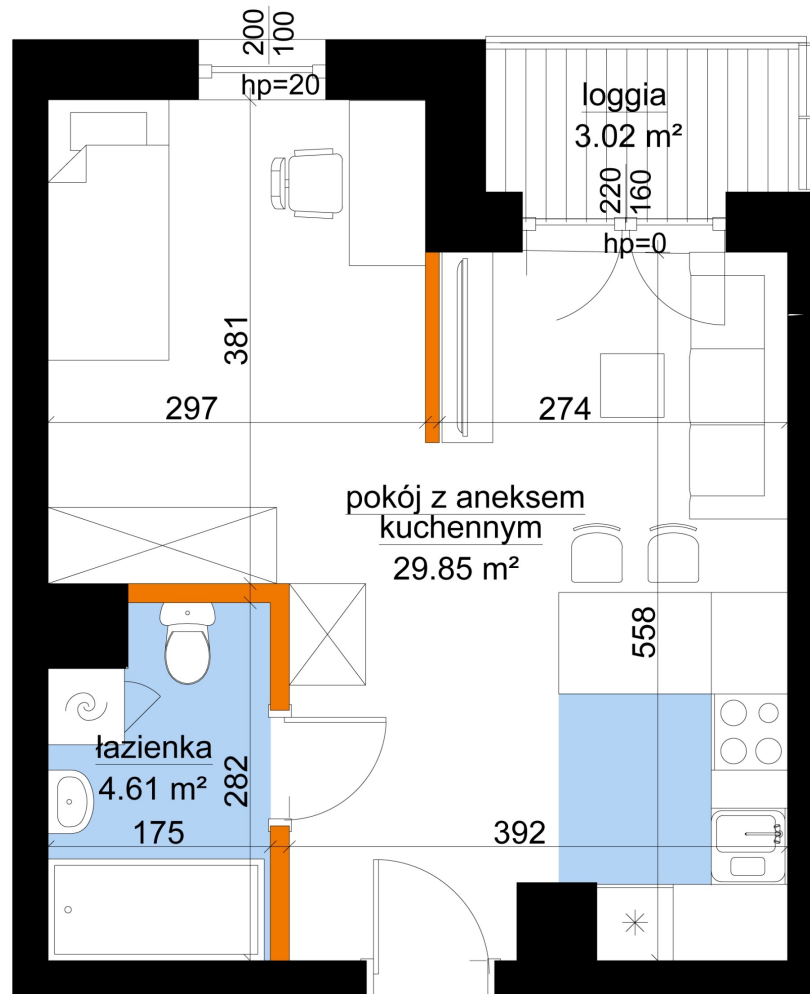 200
100
hp=20
loggia
3.02 m²
220
160
hp=0
381
297
274
pokój z aneksem
kuchennym
29.85 m²
558
łazienka
4.61 m²
282
175
392